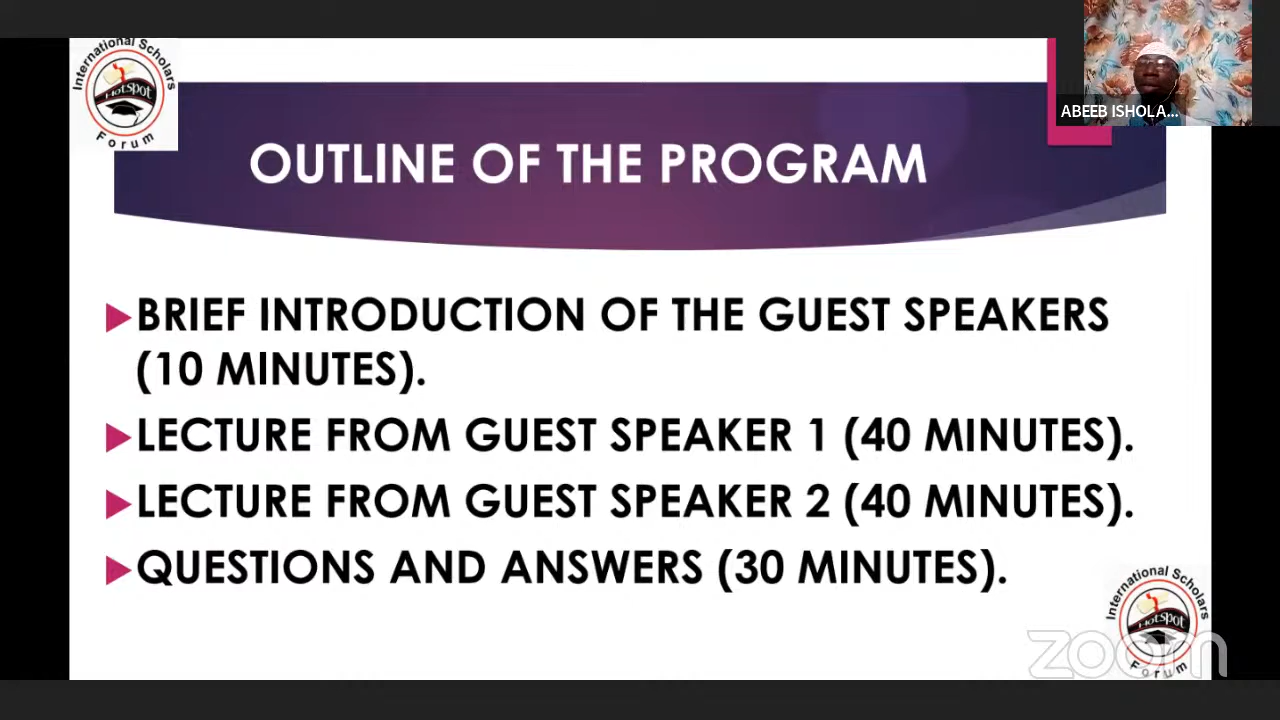 International Scholars
Hotspot
Forum
ABEEB ISHOLA...
OUTLINE OF THE PROGRAM
BRIEF INTRODUCTION OF THE GUEST SPEAKERS
(10 MINUTES).
LECTURE FROM GUEST SPEAKER 1 (40 MINUTES).
LECTURE FROM GUEST SPEAKER 2 (40 MINUTES).
QUESTIONS AND ANSWERS (30 MINUTES).
International Scholars
Hotspot
Forum
zoom